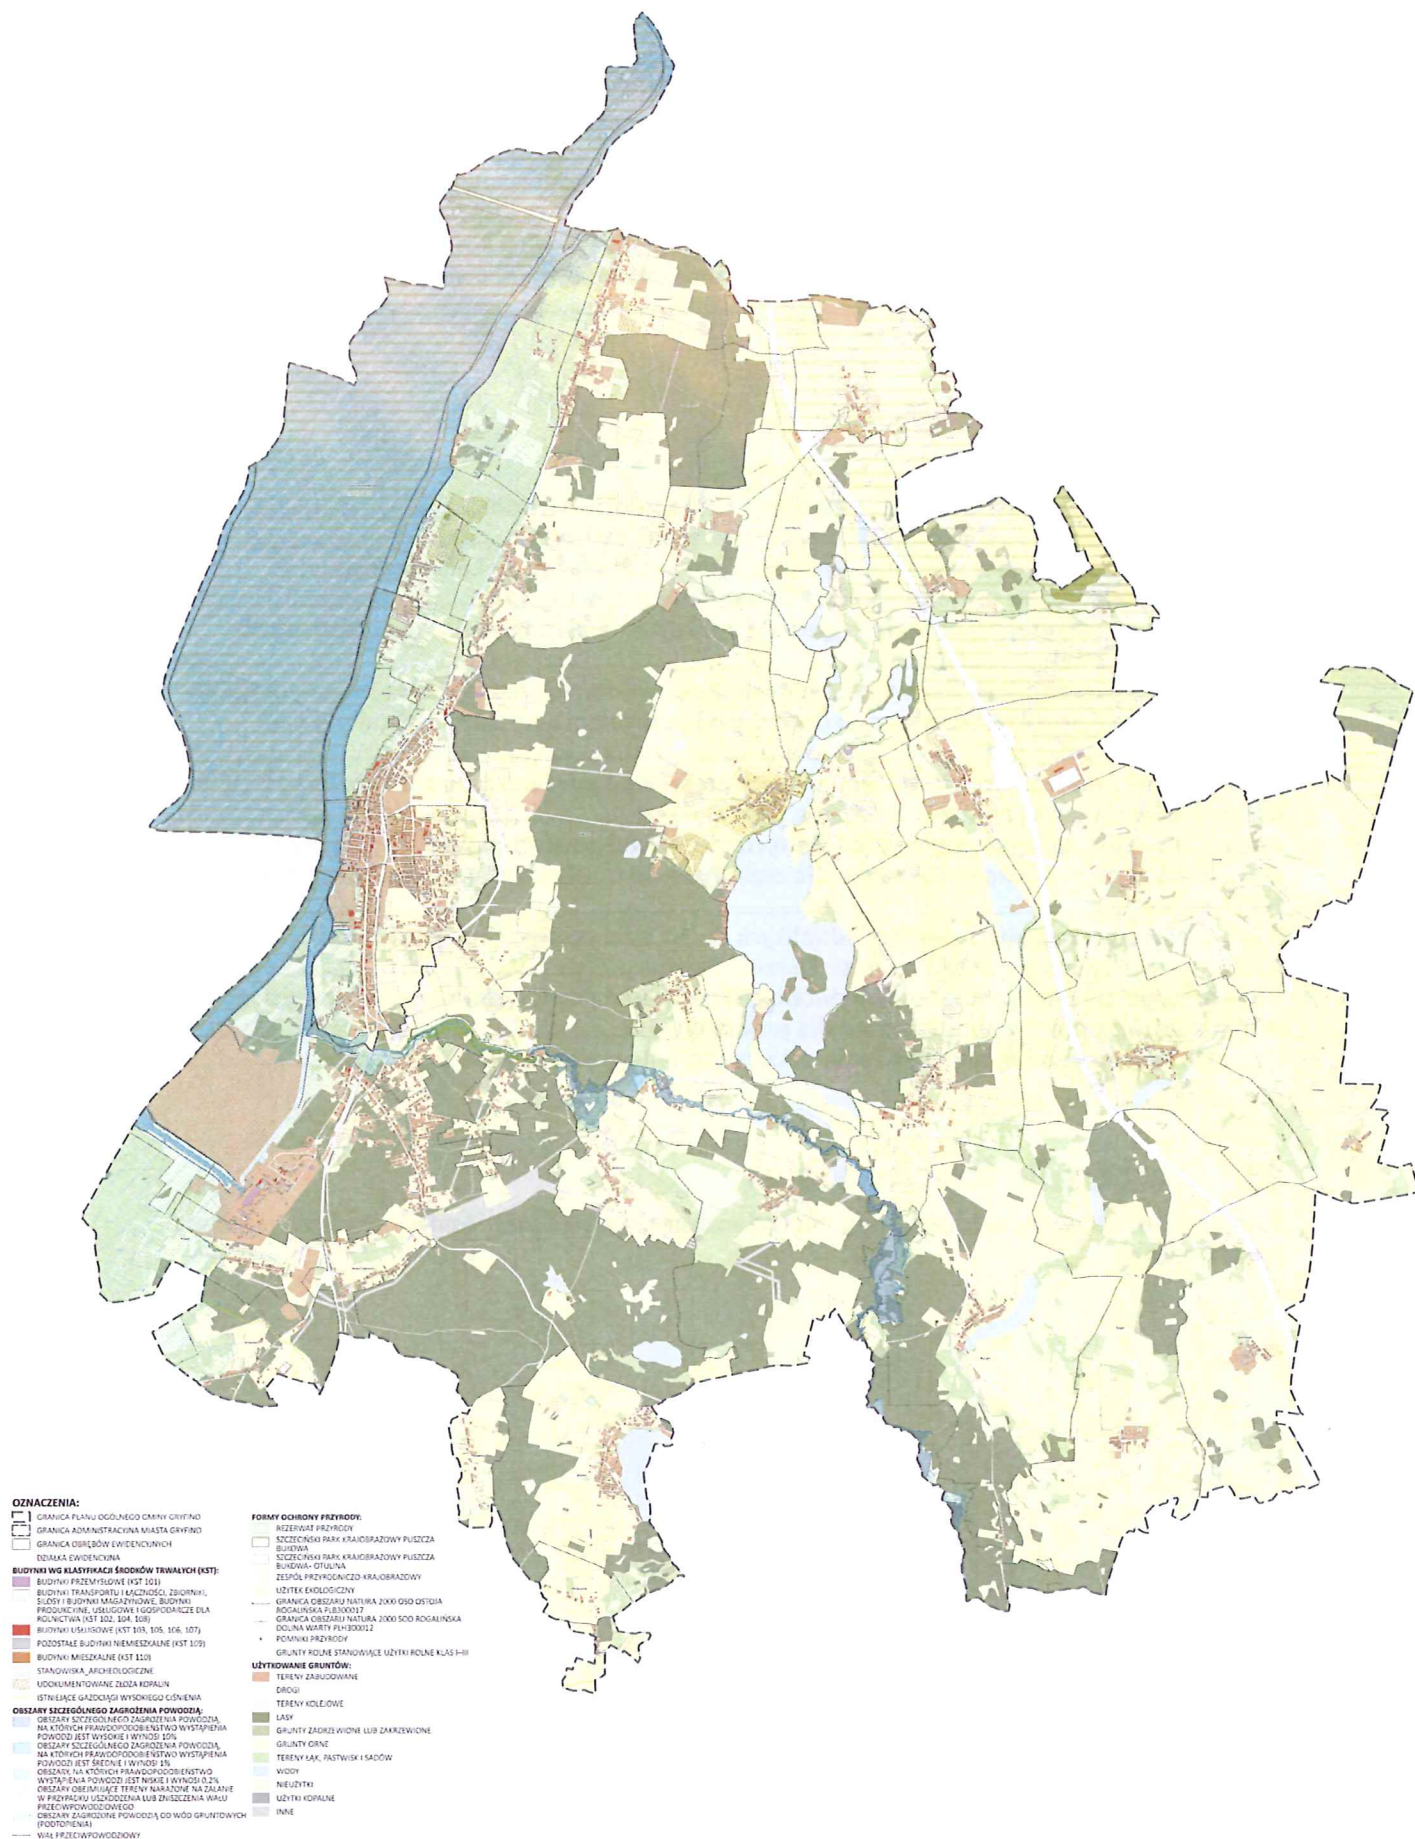 OZNACZENIA:
GRANICA PLANU OGÓLNEGO GMINY GRYFINO
GRANICA ADMINISTRACYJNA MIASTA GRYFINO
GRANICA OBRĘBÓW EWIDENCYJNYCH
DZIAŁKA EWIDENCYJNA
BUDYNKI WG KLASYFIKACJI ŚRODKÓW TRWAŁYCH (KST):
BUDYNKI PRZEMYSŁOWE (KST 101)
BUDYNKI TRANSPORTU I ŁĄCZNOŚCI, ZBIORNIKI,
SILOSY I BUDYNKI MAGAZYNOWE, BUDYNKI
PRODUKCYJNE, USŁUGOWE I GOSPODARCZE DLA
ROLNICTWA (KST 102, 104, 108)
BUDYNKI USŁUGOWE (KST 103, 105, 106, 107)
POZOSTAŁE BUDYNKI NIEMIESZKALNE (KST 109)
BUDYNKI MIESZKALNE (KST 110)
STANOWISKA_ARCHEOLOGICZNE
UDOKUMENTOWANE ZŁOŻA KOPALIN
ISTNIEJĄCE GAZOCIĄGI WYSOKIEGO CIŚNIENIA
OBSZARY SZCZEGÓLNEGO ZAGROŻENIA POWODZIĄ:
OBSZARY SZCZEGÓLNEGO ZAGROŻENIA POWODZIĄ,
NA KTÓRYCH PRAWDOPODOBIEŃSTWO WYSTĄPIENIA
POWODZI JEST WYSOKIE I WYNOSI 10%
OBSZARY SZCZEGÓLNEGO ZAGROŻENIA POWODZIĄ,
NA KTÓRYCH PRAWDOPODOBIEŃSTWO WYSTĄPIENIA
POWODZI JEST ŚREDNIE I WYNOSI 1%
OBSZARY, NA KTÓRYCH PRAWDOPODOBIEŃSTWO
WYSTĄPIENIA POWODZI JEST NISKIE I WYNOSI 0,2%
OBSZARY OBEJMUJĄCE TERENY NARAŻONE NA ZALANIE
W PRZYPADKU USZKODZENIA LUB ZNISZCZENIA WAŁU
PRZECIWPOWODZIOWEGO
OBSZARY ZAGROŻONE POWODZIĄ OD WÓD GRUNTOWYCH
(PODTOPIENIA)
WAŁ PRZECIWPOWODZIOWY
FORMY OCHRONY PRZYRODY:
REZERWAT PRZYRODY
SZCZECIŃSKI PARK KRAJOBRAZOWY PUSZCZA
BUKOWA
SZCZECIŃSKI PARK KRAJOBRAZOWY PUSZCZA
BUKOWA- OTULINA
ZESPÓŁ PRZYRODNICZO-KRAJOBRAZOWY
UŻYTEK EKOLOGICZNY
GRANICA OBSZARU NATURA 2000 OSO OSTOJA
ROGALIŃSKA PLB300017
GRANICA OBSZARU NATURA 2000 SOO ROGALIŃSKA
DOLINA WARTY PLH300012
POMNIKI PRZYRODY
GRUNTY ROLNE STANOWIĄCE UŻYTKI ROLNE KLAS I-III
UŻYTKOWANIE GRUNTÓW:
TERENY ZABUDOWANE
DROGI
TERENY KOLEJOWE
LASY
GRUNTY ZADRZEWIONE LUB ZAKRZEWIONE
GRUNTY ORNE
TERENY ŁĄK, PASTWISK I SADÓW
WODY
NIEUŻYTKI
UŻYTKI KOPALNE
INNE